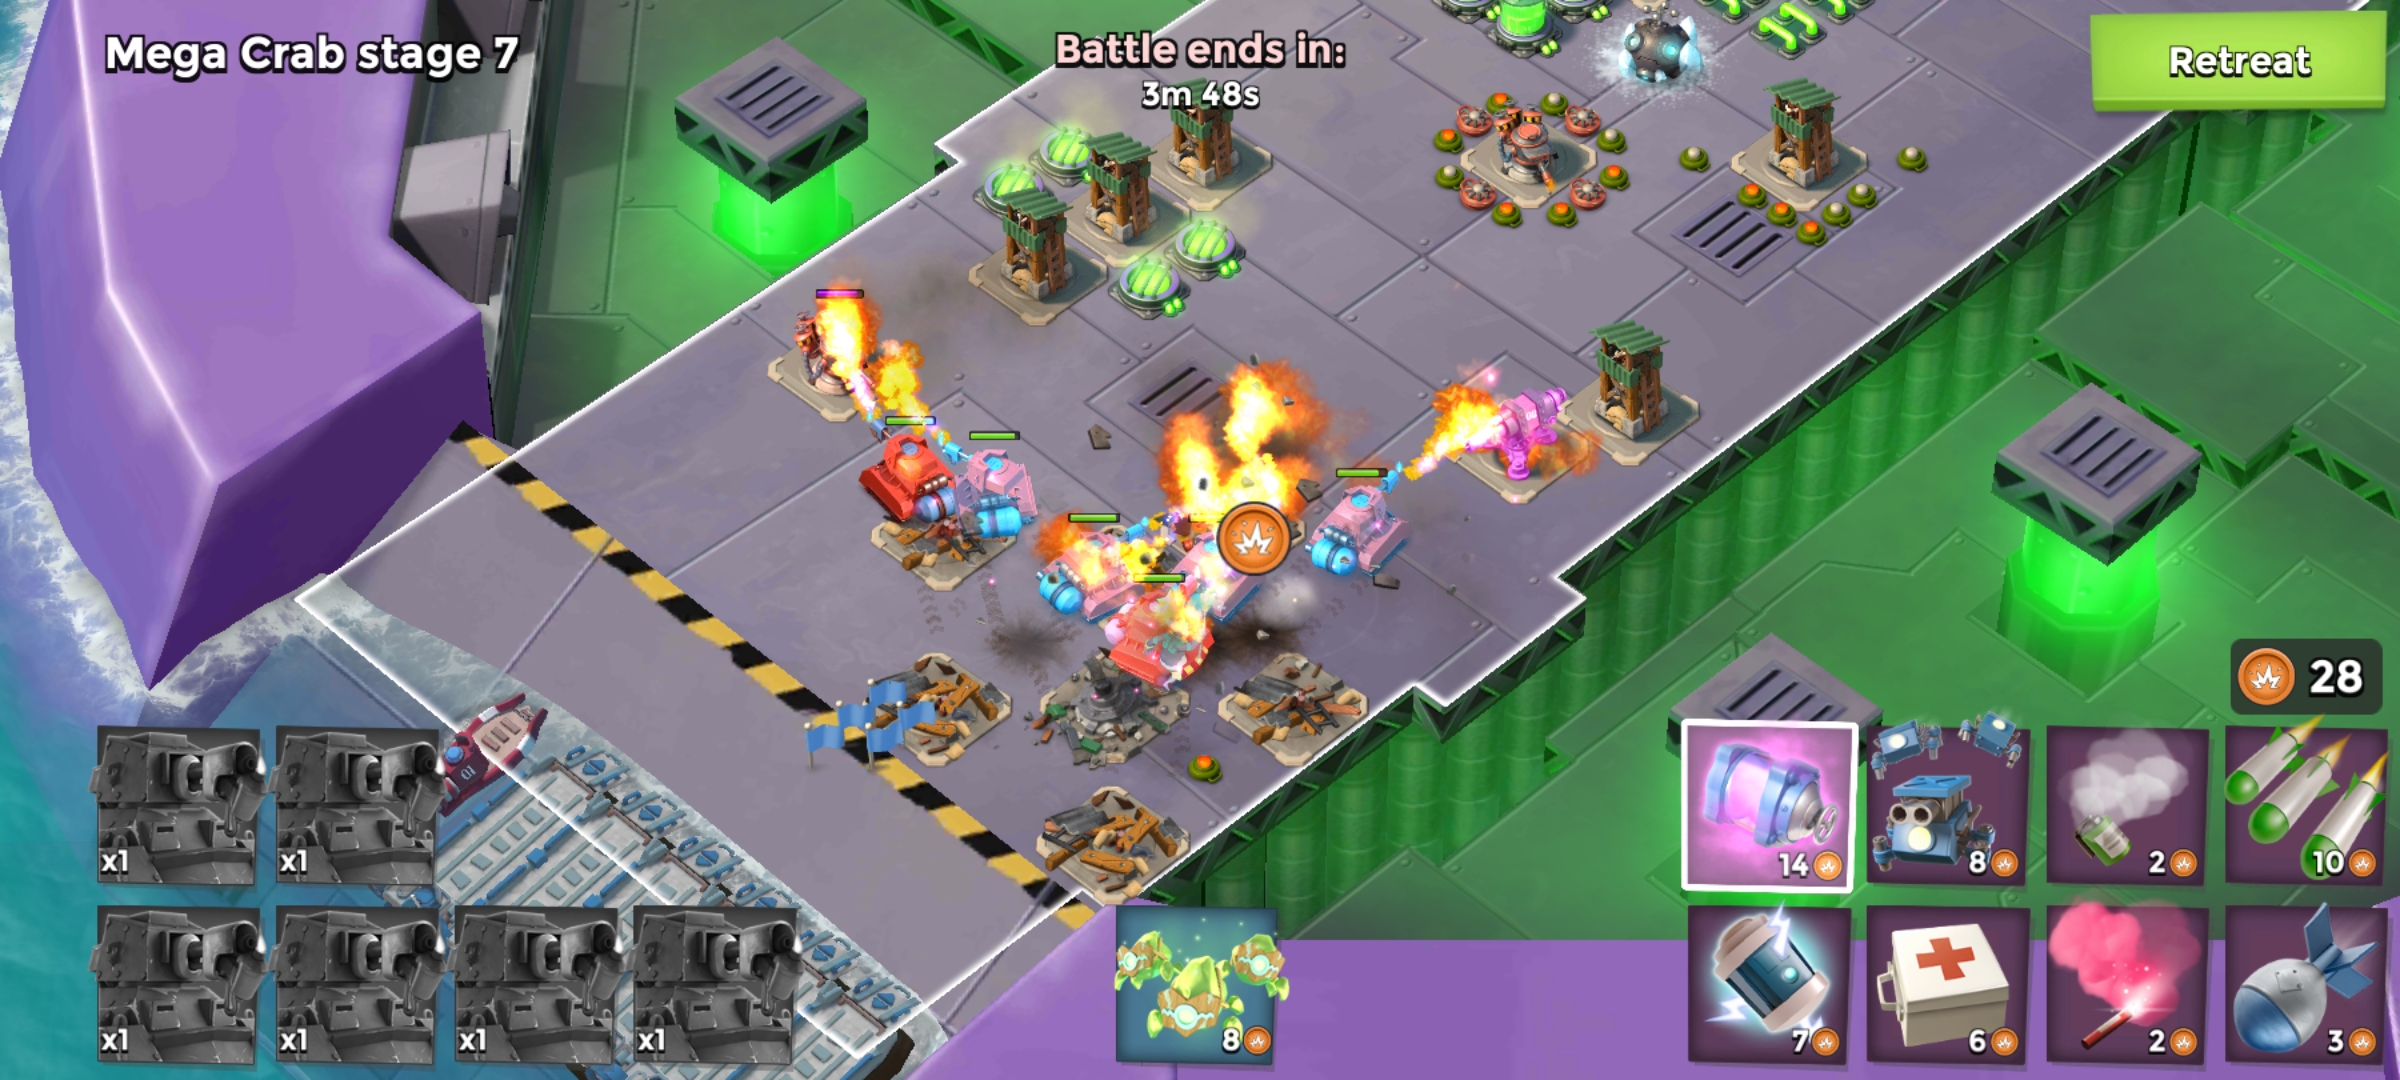 Mega Crab stage 7
Battle ends in:
3m 48s
Retreat
28
x1
x1
14
8
2
10
x1
x1
x1
x1
8
7
6
2
3
01